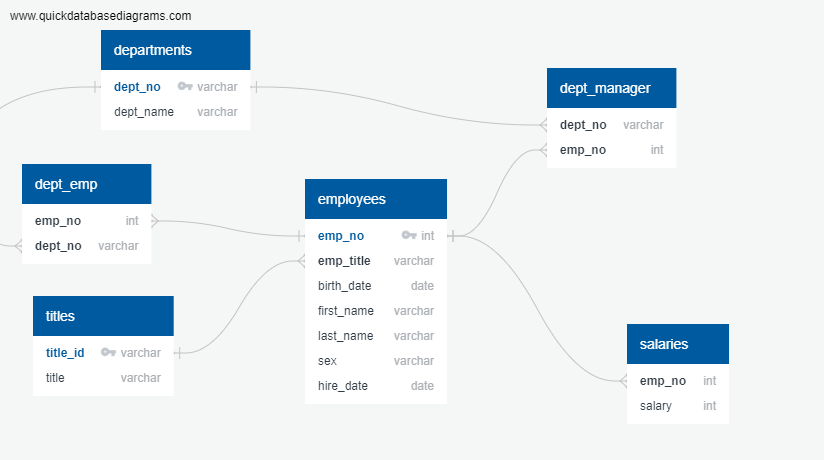 www.quickdatabasediagrams.com
departments
dept_no varchar
dept_name varchar
dept_manager
dept_no varchar
emp_no int
dept_emp
emp_no int
dept_no varchar
employees
emp_no int
emp_title varchar
birth_date date
first_name varchar
last_name varchar
sex varchar
hire_date date
titles
title_id varchar
title varchar
salaries
emp_no int
salary int